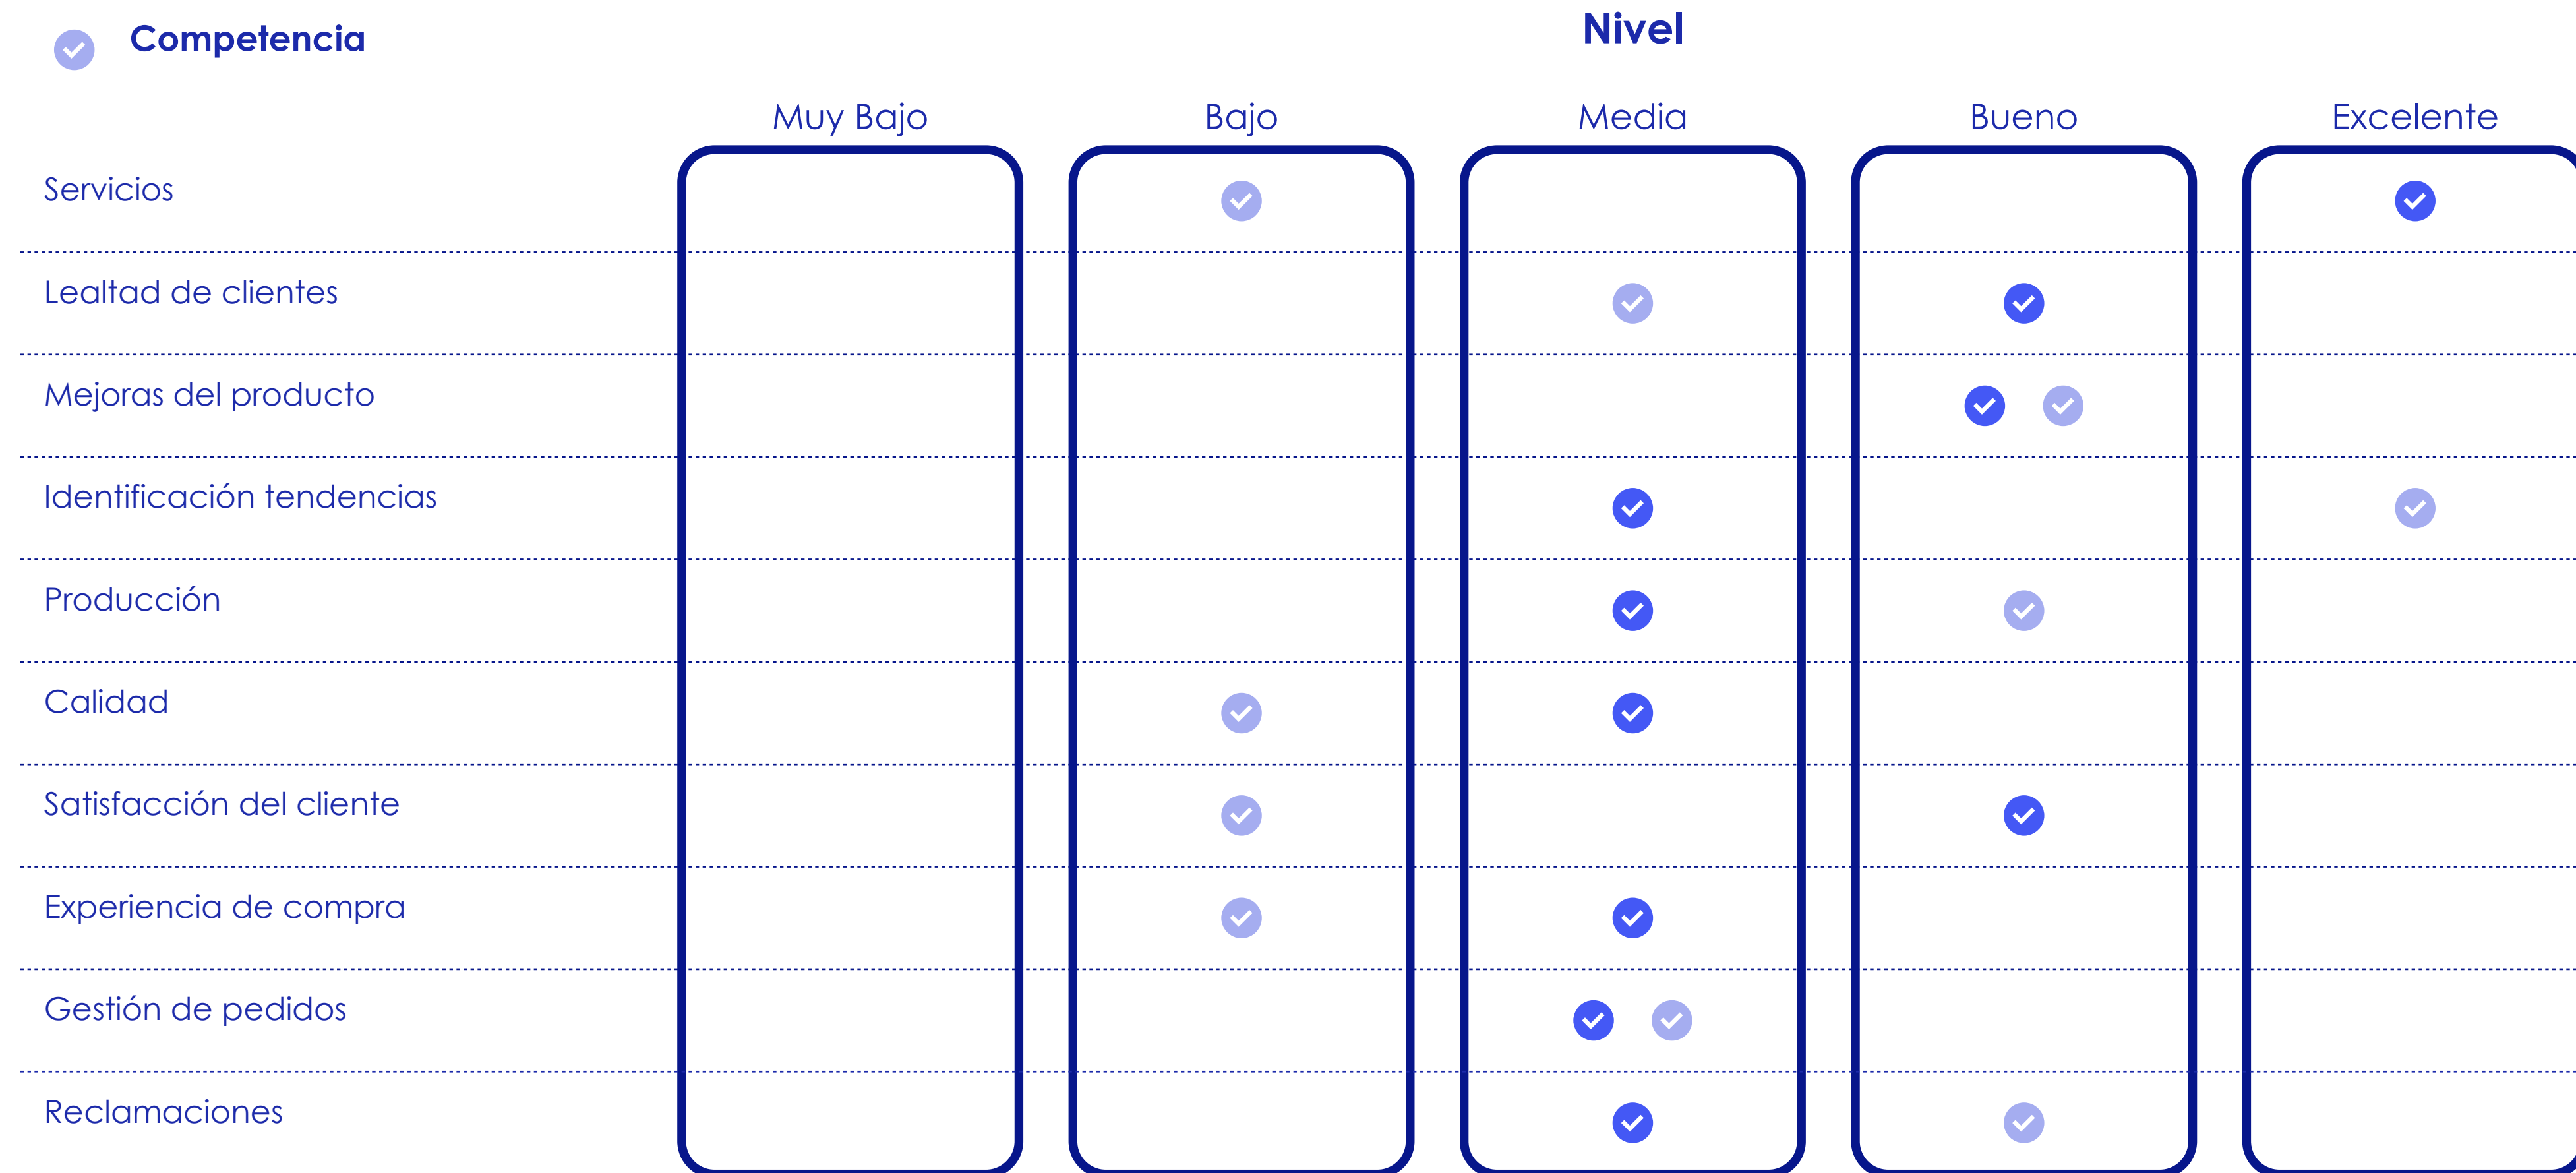 Competencia
Nivel
Muy Bajo
Bajo
Media
Bueno
Excelente
Servicios
Lealtad de clientes
Mejoras del producto
Identificación tendencias
Producción
Calidad
Satisfacción del cliente
Experiencia de compra
Gestión de pedidos
Reclamaciones